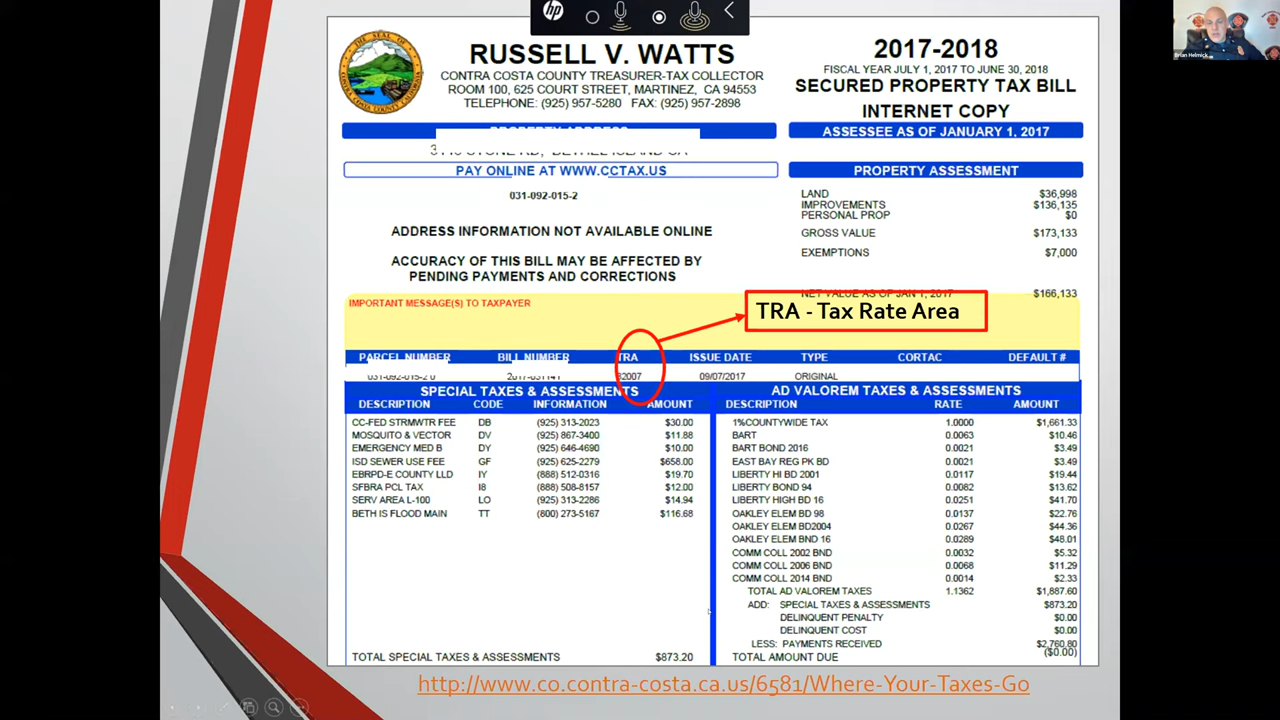 hp
Brian Helmick
RUSSELL V. WATTS
CONTRA COSTA COUNTY TREASURER-TAX COLLECTOR
ROOM 100, 625 COURT STREET, MARTINEZ, CA 94553
TELEPHONE: (925) 957-5280 FAX: (925) 957-2898
2017-2018
FISCAL YEAR JULY 1, 2017 TO JUNE 30, 2018
SECURED PROPERTY TAX BILL
INTERNET COPY
PROPERTY ADDRESS
STONE RD, BETHEL ISLAND CA
ASSESSEE AS OF JANUARY 1, 2017
PAY ONLINE AT WWW.CCTAX.US
031-092-015-2
ADDRESS INFORMATION NOT AVAILABLE ONLINE
ACCURACY OF THIS BILL MAY BE AFFECTED BY
PENDING PAYMENTS AND CORRECTIONS
PROPERTY ASSESSMENT
LAND $36,998
IMPROVEMENTS $136,135
PERSONAL PROP $0
GROSS VALUE $173,133
EXEMPTIONS $7,000
NET VALUE AS OF JAN 1, 2017 $166,133
IMPORTANT MESSAGE(S) TO TAXPAYER
TRA - Tax Rate Area
PARCEL NUMBER BILL NUMBER TRA ISSUE DATE TYPE CORTAC DEFAULT #
82007 09/07/2017 ORIGINAL
SPECIAL TAXES & ASSESSMENTS
DESCRIPTION CODE INFORMATION AMOUNT
CC-FED STRMWTR FEE DB (925) 313-2023 $30.00
MOSQUITO & VECTOR DV (925) 867-3400 $11.88
EMERGENCY MED B DY (925) 646-4690 $10.00
ISD SEWER USE FEE GF (925) 625-2279 $658.00
EBRPD-E COUNTY LLD IY (888) 512-0316 $19.70
SFBRA PCL TAX I8 (888) 508-8157 $12.00
SERV AREA L-100 LO (925) 313-2286 $14.94
BETH IS FLOOD MAIN TT (800) 273-5167 $116.68
TOTAL SPECIAL TAXES & ASSESSMENTS $873.20
AD VALOREM TAXES & ASSESSMENTS
DESCRIPTION RATE AMOUNT
1%COUNTYWIDE TAX 1.0000 $1,661.33
BART 0.0063 $10.46
BART BOND 2016 0.0021 $3.49
EAST BAY REG PK BD 0.0021 $3.49
LIBERTY HI BD 2001 0.0117 $19.44
LIBERTY BOND 94 0.0082 $13.62
LIBERTY HIGH BD 16 0.0251 $41.70
OAKLEY ELEM BD 98 0.0137 $22.76
OAKLEY ELEM BD2004 0.0267 $44.36
OAKLEY ELEM BND 16 0.0289 $48.01
COMM COLL 2002 BND 0.0032 $5.32
COMM COLL 2006 BND 0.0068 $11.29
COMM COLL 2014 BND 0.0014 $2.33
TOTAL AD VALOREM TAXES 1.1362 $1,887.60
ADD: SPECIAL TAXES & ASSESSMENTS $873.20
DELINQUENT PENALTY $0.00
DELINQUENT COST $0.00
LESS: PAYMENTS RECEIVED $2,760.80
TOTAL AMOUNT DUE ($0.00)
http://www.co.contra-costa.ca.us/6581/Where-Your-Taxes-Go